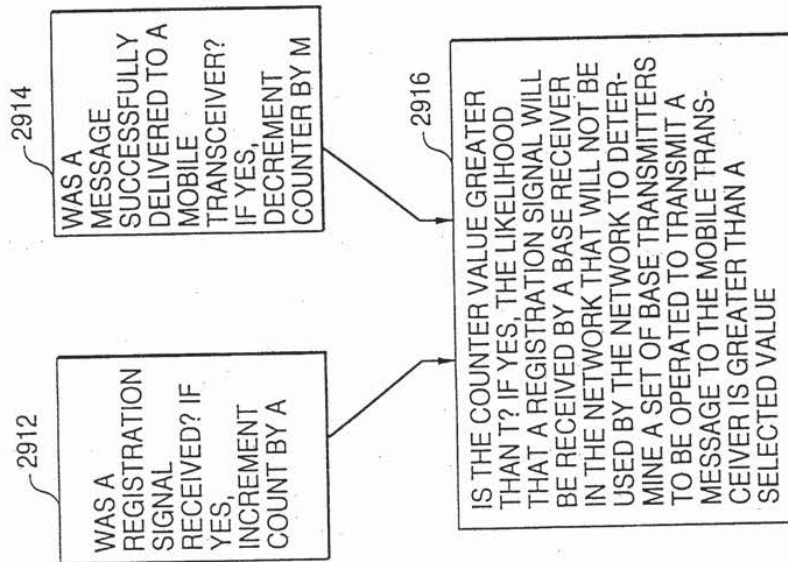 2912
WAS A
REGISTRATION
SIGNAL
RECEIVED? IF
YES,
INCREMENT
COUNT BY A
2914
WAS A
MESSAGE
SUCCESSFULLY
DELIVERED TO A
MOBILE
TRANSCEIVER?
IF YES,
DECREMENT
COUNTER BY M
2916
IS THE COUNTER VALUE GREATER
THAN T? IF YES, THE LIKELIHOOD
THAT A REGISTRATION SIGNAL WILL
BE RECEIVED BY A BASE RECEIVER
IN THE NETWORK THAT WILL NOT BE
USED BY THE NETWORK TO DETER-
MINE A SET OF BASE TRANSMITTERS
TO BE OPERATED TO TRANSMIT A
MESSAGE TO THE MOBILE TRANS-
CEIVER IS GREATER THAN A
SELECTED VALUE